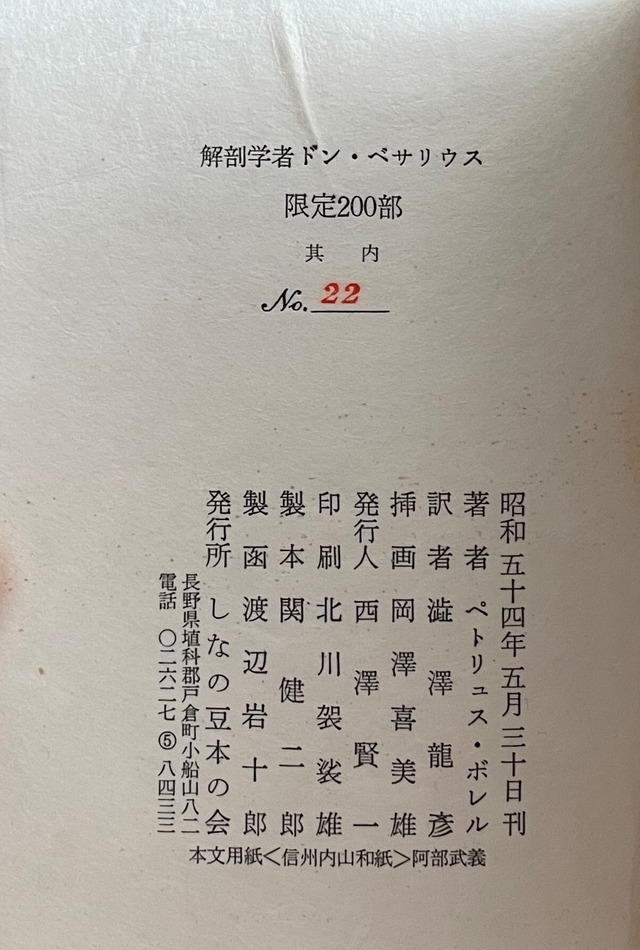 解剖学者ドン・ベサリウス
限定200部
其内
No. 22
昭和五十四年五月三十日刊
著者 ペトリュス・ボレル
訳者 澁澤龍彥
挿画 岡澤喜美雄
発行人 西澤賢一
印刷 北川袈裟雄
製本 関健二郎
製函 渡辺岩十郎
発行所 しなの豆本の会
長野県埴科郡戸倉町小船山八二
電話 〇二六二七⑤八四三三
本文用紙<信州内山和紙>阿部武義